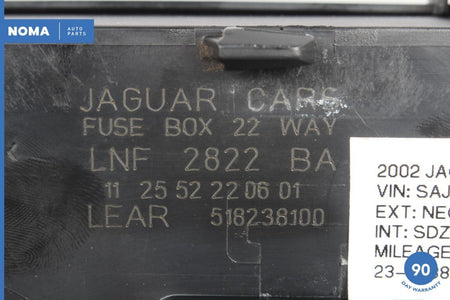 NOMA AUTO PARTS
JAGUAR CARS
FUSE BOX 22 WAY
LNF 2822 BA
11 25 52 22 06 01
LEAR 518238100
2002 JA
VIN: SAJ
EXT: NE
INT: SDZ
MILEAGE
23-
90
DAY WARRANTY